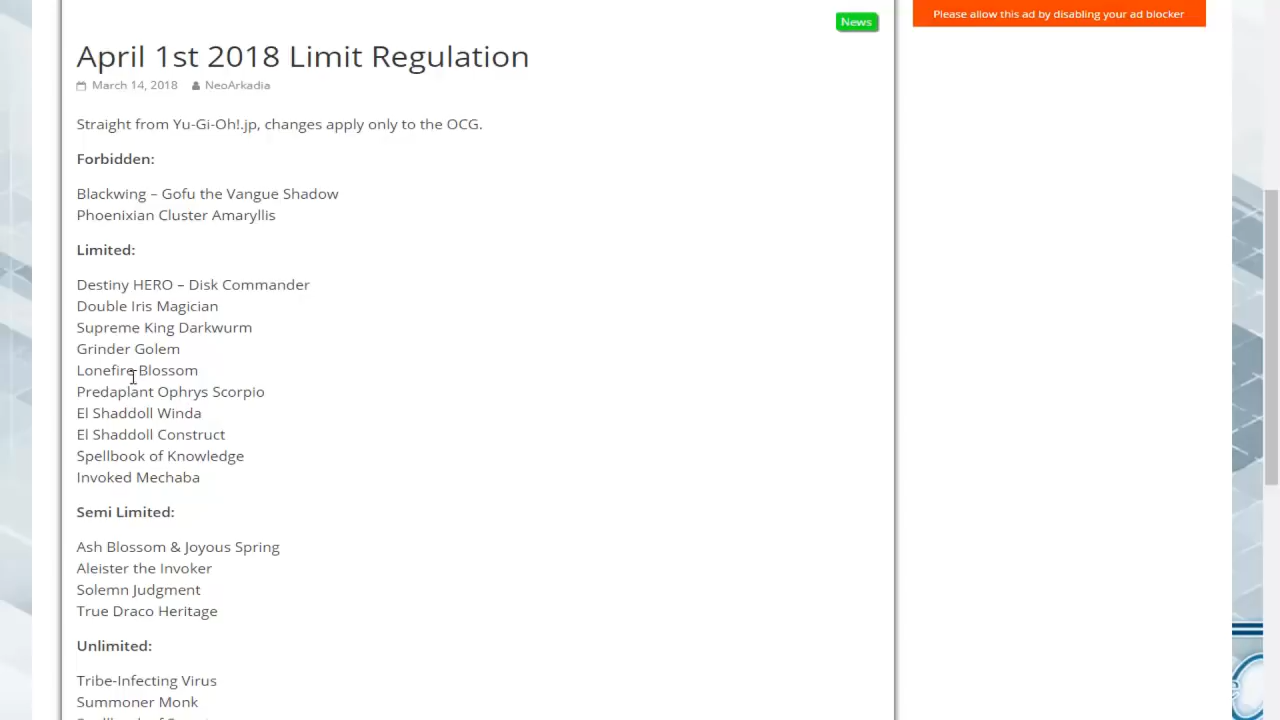 News
Please allow this ad by disabling your ad blocker
April 1st 2018 Limit Regulation
March 14, 2018 NeoArkadia
Straight from Yu-Gi-Oh!.jp, changes apply only to the OCG.
Forbidden:
Blackwing – Gofu the Vangue Shadow
Phoenixian Cluster Amaryllis
Limited:
Destiny HERO – Disk Commander
Double Iris Magician
Supreme King Darkwurm
Grinder Golem
Lonefire Blossom
Predaplant Ophrys Scorpio
El Shaddoll Winda
El Shaddoll Construct
Spellbook of Knowledge
Invoked Mechaba
Semi Limited:
Ash Blossom & Joyous Spring
Aleister the Invoker
Solemn Judgment
True Draco Heritage
Unlimited:
Tribe-Infecting Virus
Summoner Monk